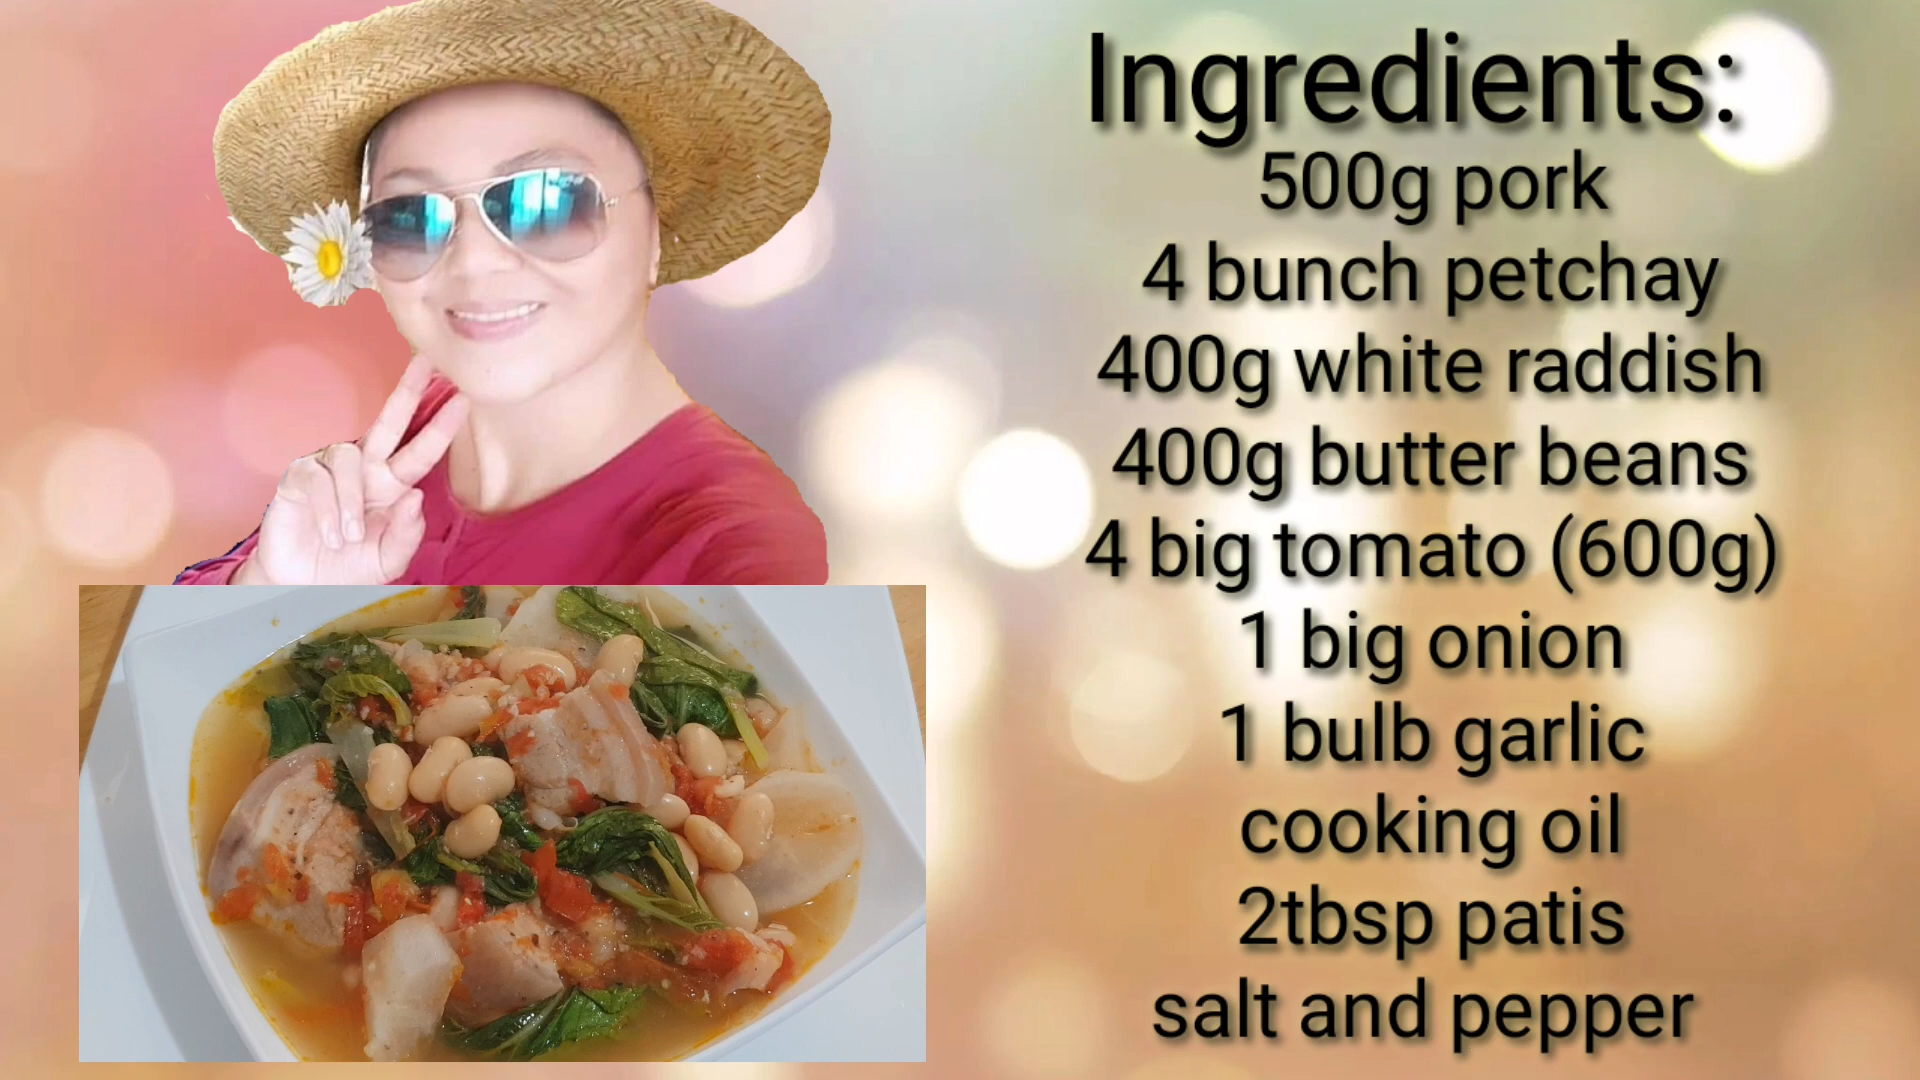 Ingredients:
500g pork
4 bunch petchay
400g white raddish
400g butter beans
4 big tomato (600g)
1 big onion
1 bulb garlic
cooking oil
2tbsp patis
salt and pepper